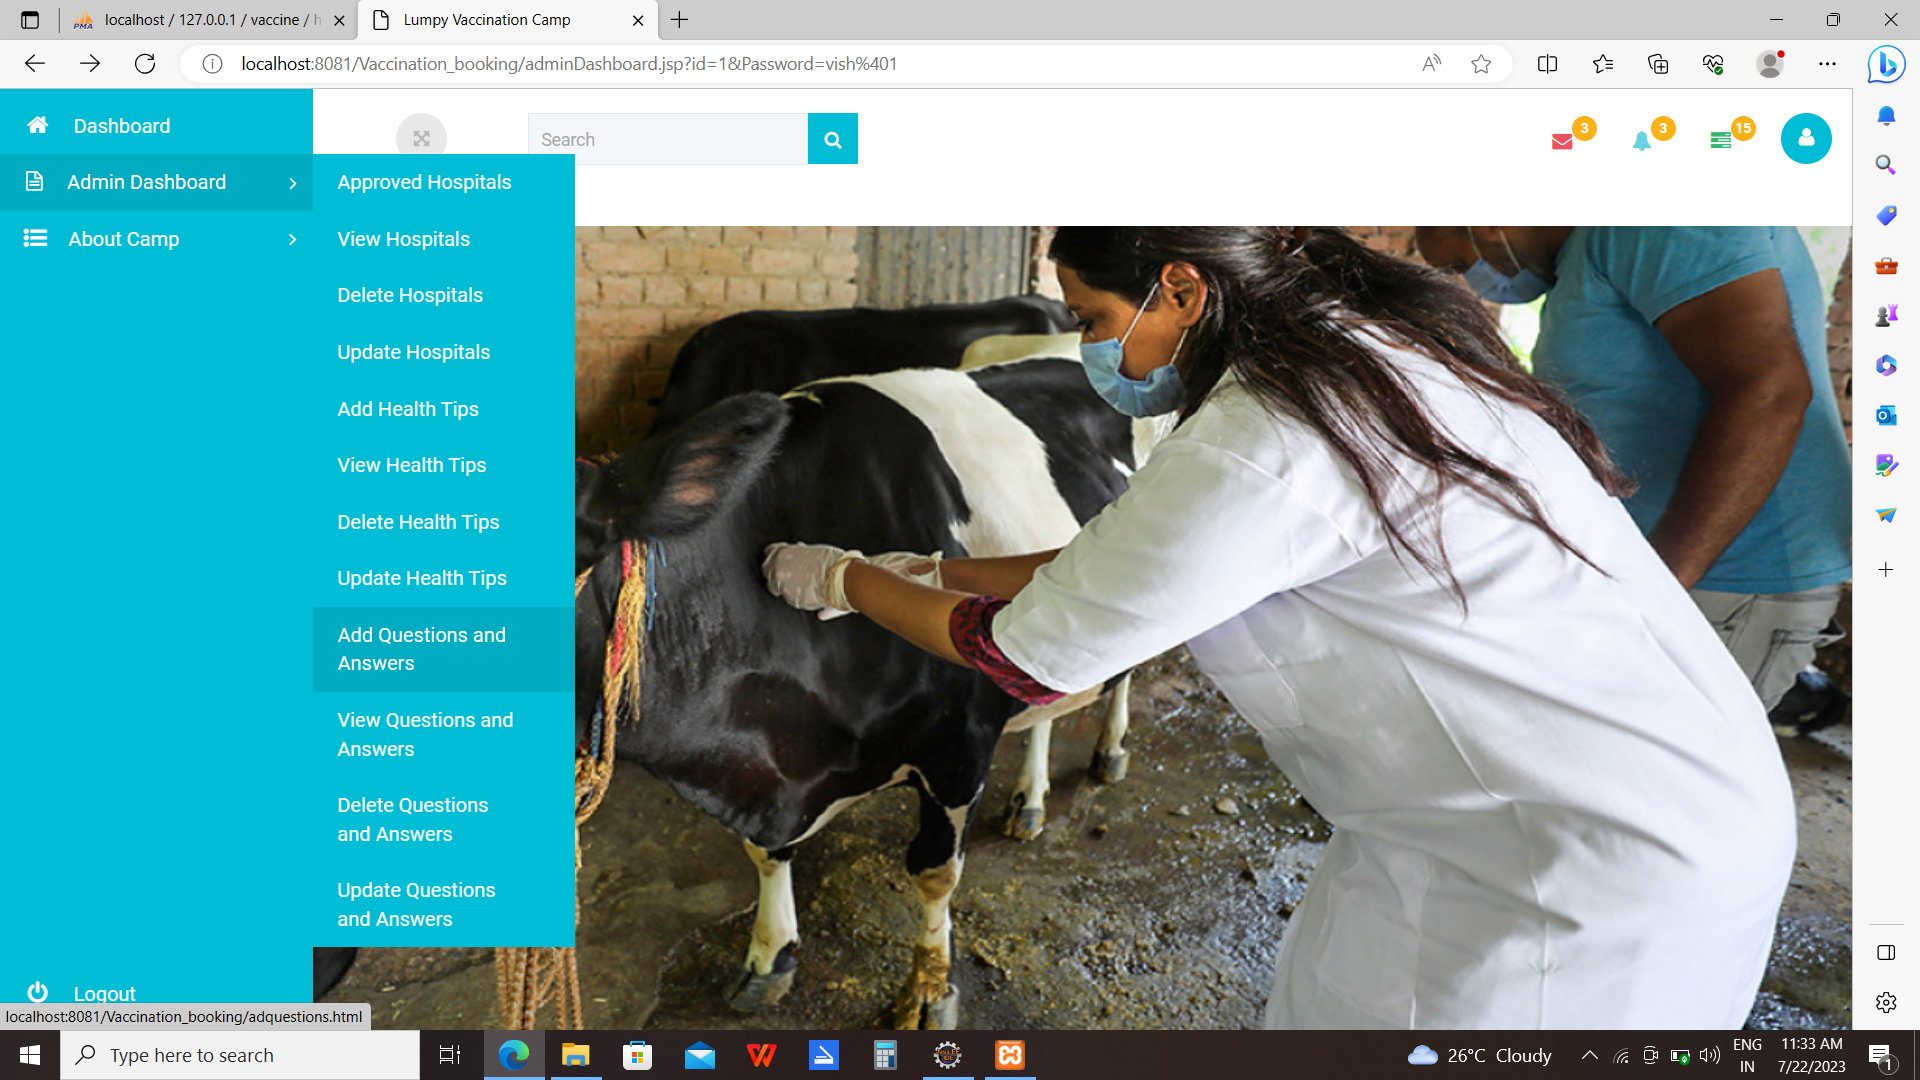 localhost / 127.0.0.1 / vaccine / h
Lumpy Vaccination Camp
localhost:8081/Vaccination_booking/adminDashboard.jsp?id=1&Password=vish%401
Dashboard
Search
3
3
15
Admin Dashboard
About Camp
Approved Hospitals
View Hospitals
Delete Hospitals
Update Hospitals
Add Health Tips
View Health Tips
Delete Health Tips
Update Health Tips
Add Questions and
Answers
View Questions and
Answers
Delete Questions
and Answers
Update Questions
and Answers
Logout
localhost:8081/Vaccination_booking/adquestions.html
Type here to search
26°C Cloudy
ENG
IN
11:33 AM
7/22/2023
1